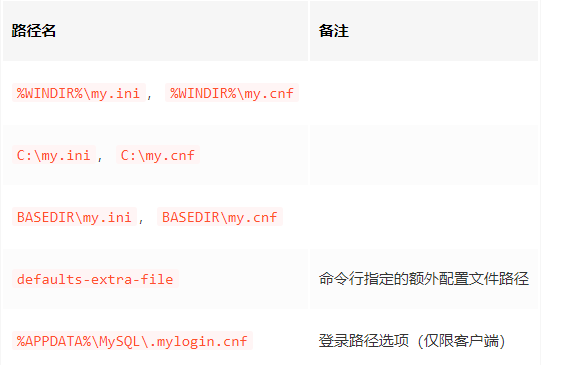 路径名 备注
%WINDIR%\my.ini， %WINDIR%\my.cnf
C:\my.ini， C:\my.cnf
BASEDIR\my.ini， BASEDIR\my.cnf
defaults-extra-file 命令行指定的额外配置文件路径
%APPDATA%\MySQL\.mylogin.cnf 登录路径选项（仅限客户端）